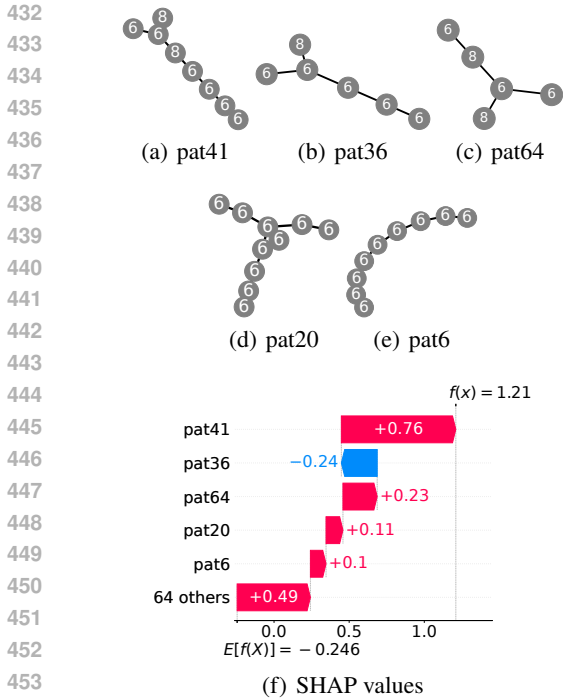 432
433
434
435
436
437
438
439
440
441
442
443
444
445
446
447
448
449
450
451
452
453
6 8 6 8 6 6 6 6
(a) pat41
8 6 6 6 6 6
(b) pat36
6 8 6 6 8
(c) pat64
6 6 6 6 6 6 6 6 6 6
(d) pat20
6 6 6 6 6 6 6 6 6
(e) pat6
f(x) = 1.21
pat41 +0.76
pat36 −0.24
pat64 +0.23
pat20 +0.11
pat6 +0.1
64 others +0.49
0.0 0.5 1.0
E[f(X)] = − 0.246
(f) SHAP values